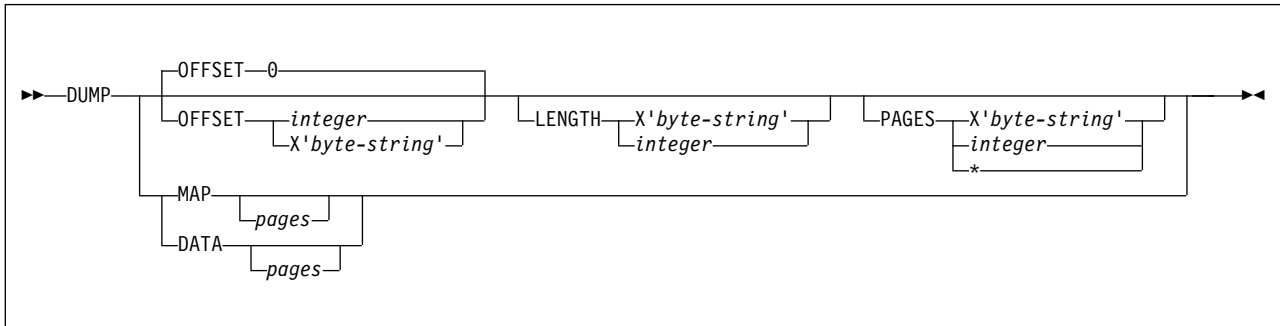 OFFSET 0
►►DUMP
OFFSET integer LENGTH X'byte-string' PAGES X'byte-string' ►◄
X'byte-string' integer integer
*
MAP
pages
DATA
pages